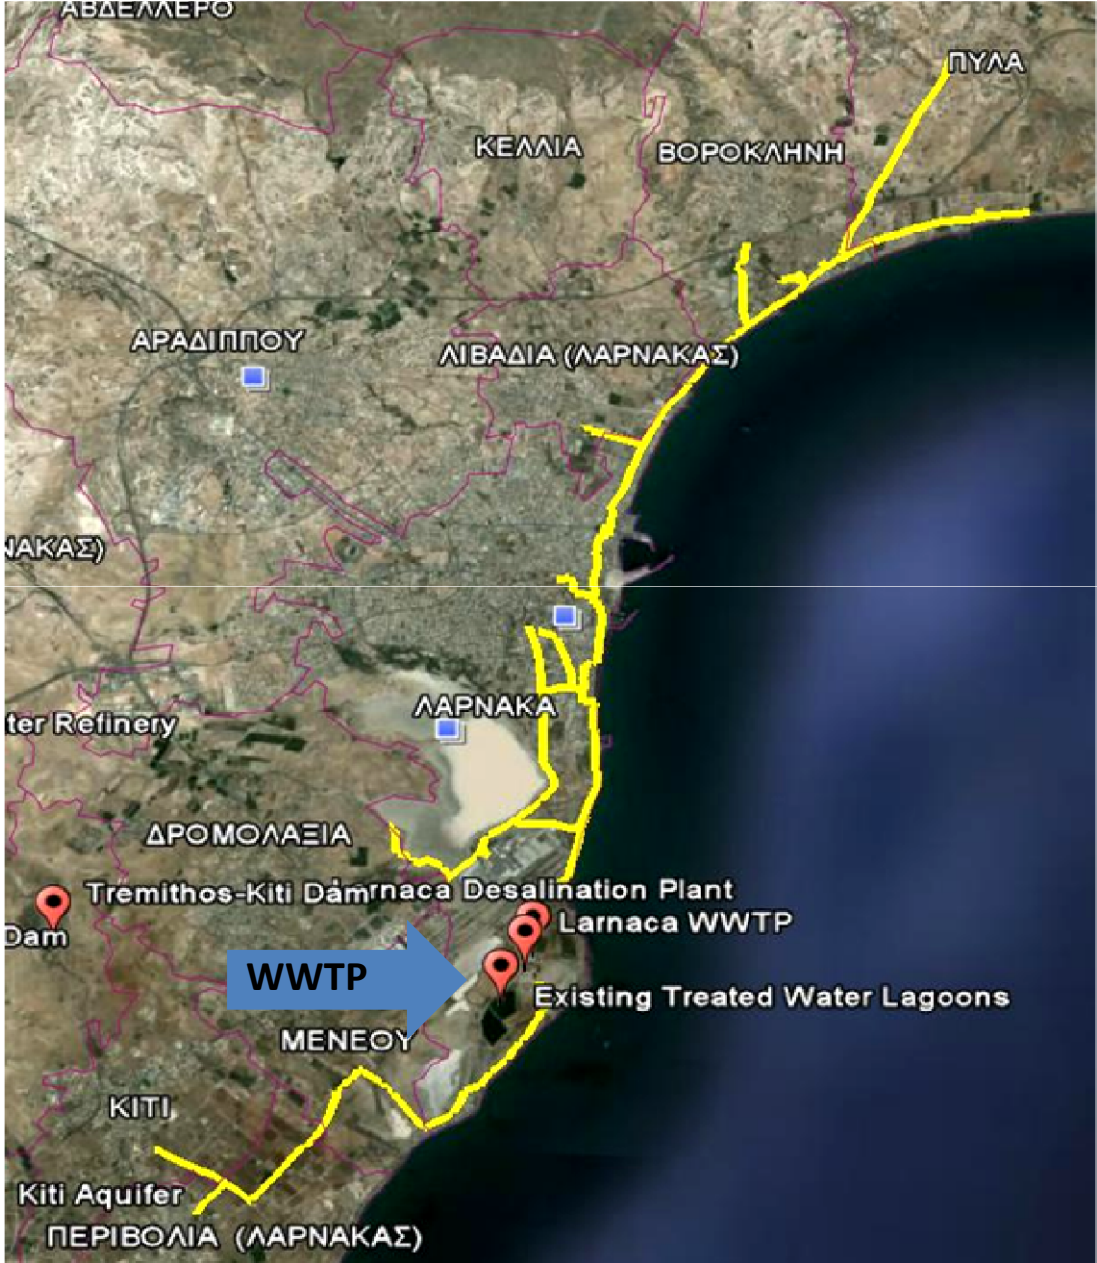 ΑΒΔΕΛΛΕΡΟ
ΠΥΛΑ
ΚΕΛΛΙΑ
ΒΟΡΟΚΛΗΝΗ
ΑΡΑΔΙΠΠΟΥ
ΛΙΒΑΔΙΑ (ΛΑΡΝΑΚΑΣ)
ΝΑΚΑΣ)
ΛΑΡΝΑΚΑ
ter Refinery
ΔΡΟΜΟΛΑΞΙΑ
Tremithos-Kiti Dam
rnaca Desalination Plant
Larnaca WWTP
Dam
WWTP
Existing Treated Water Lagoons
ΜΕΝΕΟΥ
ΚΙΤΙ
Kiti Aquifer
ΠΕΡΙΒΟΛΙΑ (ΛΑΡΝΑΚΑΣ)